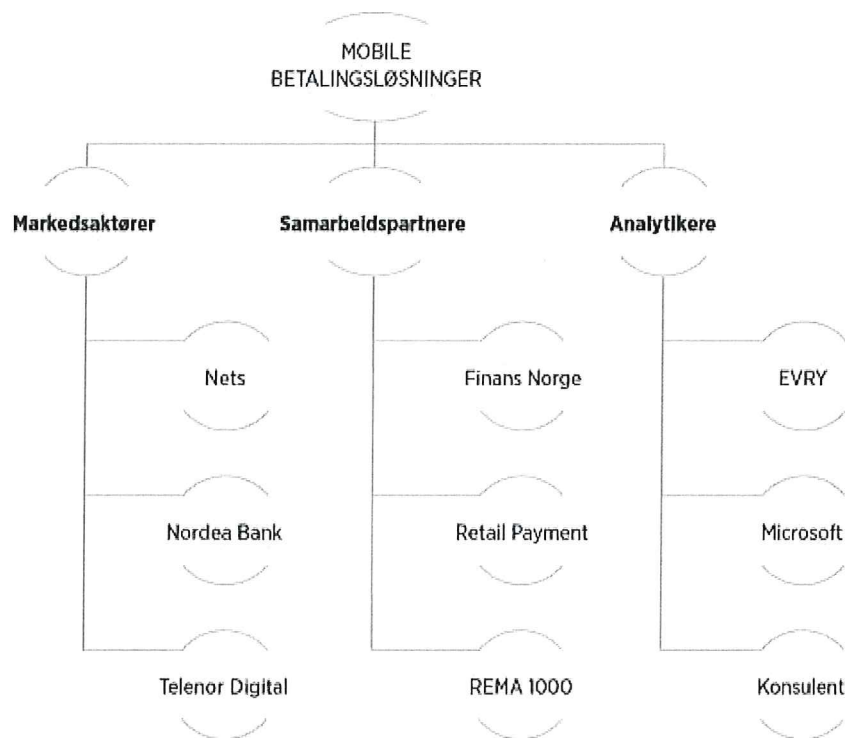 MOBILE
BETALINGSLØSNINGER
Markedsaktører
Samarbeidspartnere
Analytikere
Nets
Finans Norge
EVRY
Nordea Bank
Retail Payment
Microsoft
Telenor Digital
REMA 1000
Konsulent